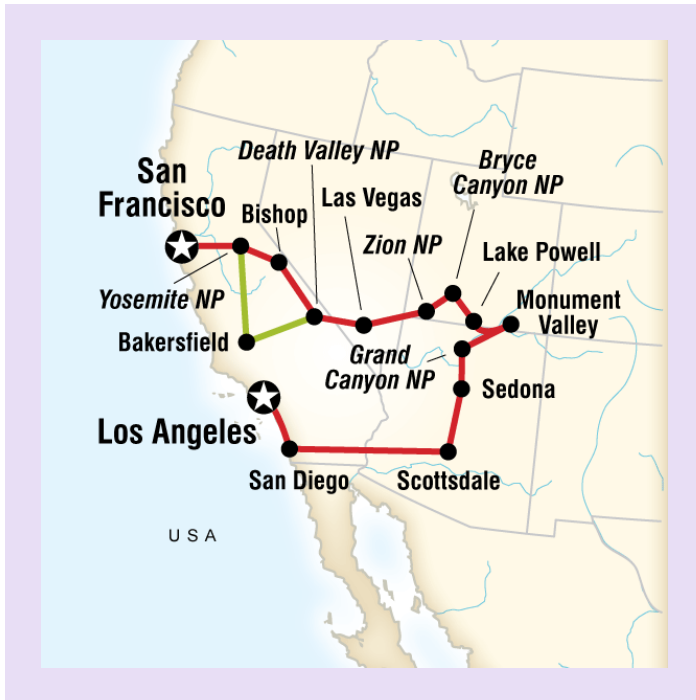 Death Valley NP
Bryce
Canyon NP
San
Francisco
Bishop
Las Vegas
Zion NP
Lake Powell
Yosemite NP
Monument
Valley
Bakersfield
Grand
Canyon NP
Sedona
Los Angeles
San Diego
Scottsdale
USA